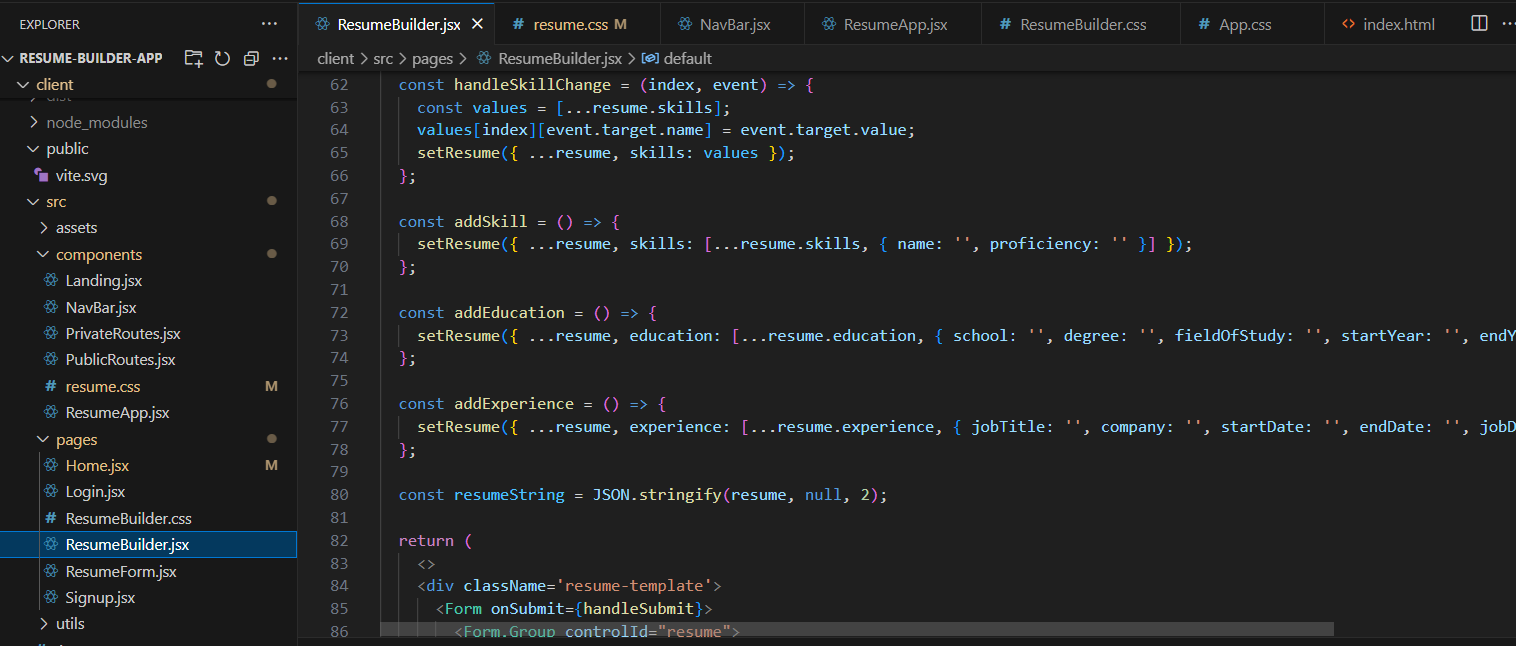 EXPLORER
RESUME-BUILDER-APP
client
dist
node_modules
public
vite.svg
src
assets
components
Landing.jsx
NavBar.jsx
PrivateRoutes.jsx
PublicRoutes.jsx
# resume.css M
ResumeApp.jsx
pages
Home.jsx M
Login.jsx
# ResumeBuilder.css
ResumeBuilder.jsx
ResumeForm.jsx
Signup.jsx
utils
ResumeBuilder.jsx # resume.css M NavBar.jsx ResumeApp.jsx # ResumeBuilder.css # App.css <> index.html
client > src > pages > ResumeBuilder.jsx > default
62 const handleSkillChange = (index, event) => {
63 const values = [...resume.skills];
64 values[index][event.target.name] = event.target.value;
65 setResume({ ...resume, skills: values });
66 };
67
68 const addSkill = () => {
69 setResume({ ...resume, skills: [...resume.skills, { name: '', proficiency: '' }] });
70 };
71
72 const addEducation = () => {
73 setResume({ ...resume, education: [...resume.education, { school: '', degree: '', fieldOfStudy: '', startYear: '', endY
74 };
75
76 const addExperience = () => {
77 setResume({ ...resume, experience: [...resume.experience, { jobTitle: '', company: '', startDate: '', endDate: '', jobD
78 };
79
80 const resumeString = JSON.stringify(resume, null, 2);
81
82 return (
83 <>
84 <div className='resume-template'>
85 <Form onSubmit={handleSubmit}>
86 <Form.Group controlId="resume">